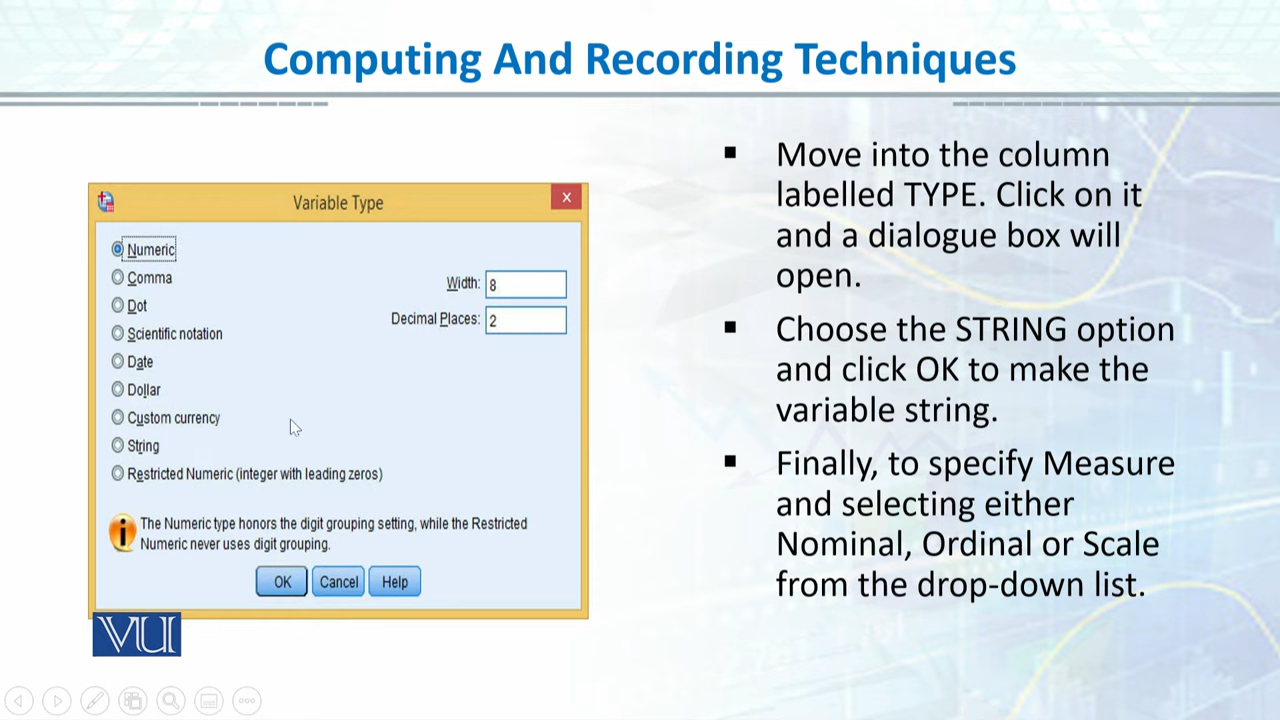 Computing And Recording Techniques
Variable Type
Numeric
Comma
Dot
Scientific notation
Date
Dollar
Custom currency
String
Restricted Numeric (integer with leading zeros)
Width: 8
Decimal Places: 2
The Numeric type honors the digit grouping setting, while the Restricted
Numeric never uses digit grouping.
OK Cancel Help
VU
▪ Move into the column
labelled TYPE. Click on it
and a dialogue box will
open.
▪ Choose the STRING option
and click OK to make the
variable string.
▪ Finally, to specify Measure
and selecting either
Nominal, Ordinal or Scale
from the drop-down list.